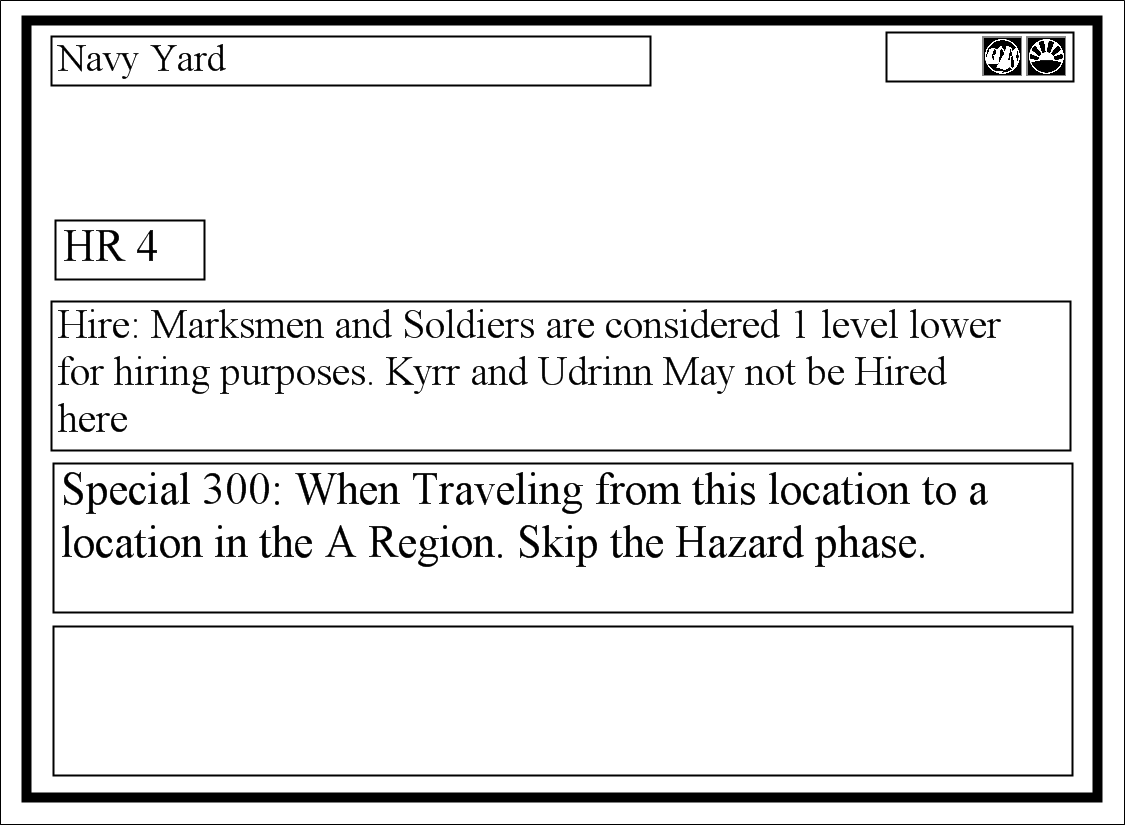 Navy Yard
HR 4
Hire: Marksmen and Soldiers are considered 1 level lower
for hiring purposes. Kyrr and Udrinn May not be Hired
here
Special 300: When Traveling from this location to a
location in the A Region. Skip the Hazard phase.